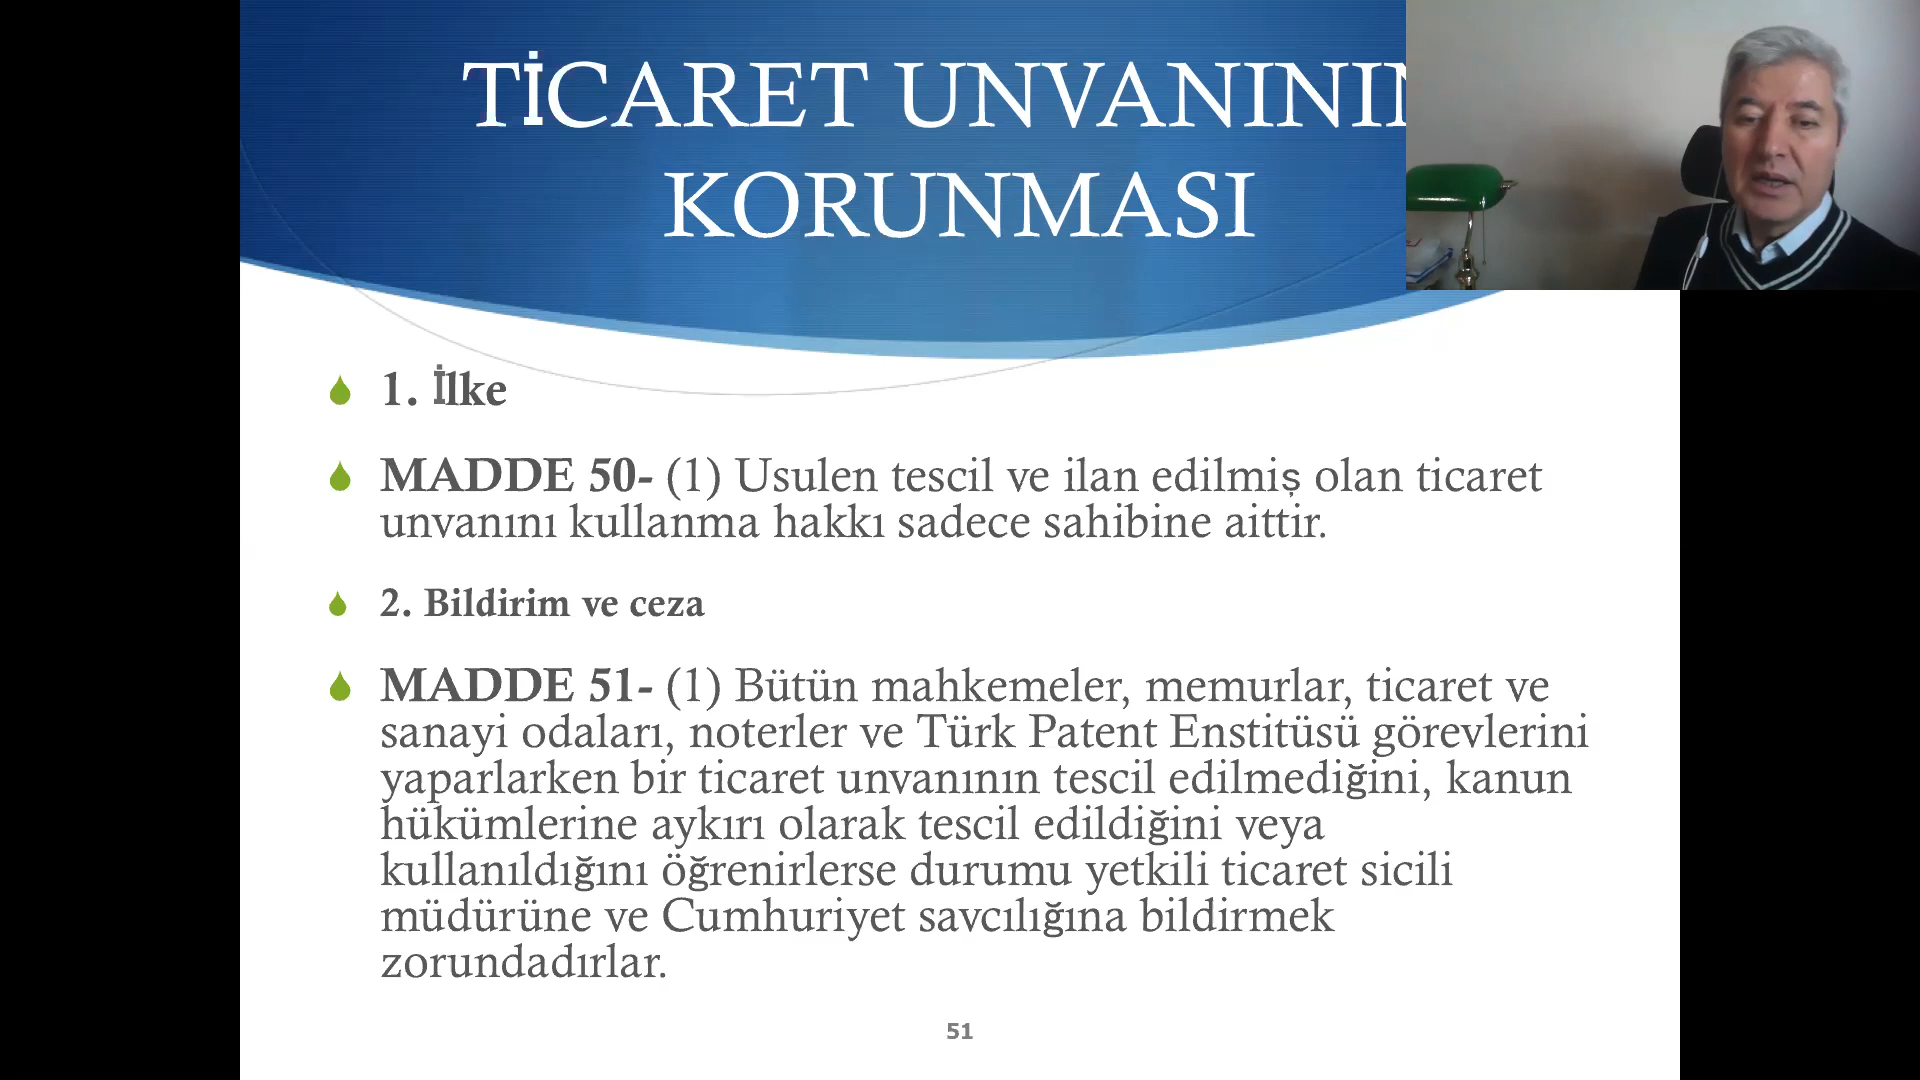 TİCARET UNVANININ
KORUNMASI
1. İlke
MADDE 50- (1) Usulen tescil ve ilan edilmiş olan ticaret
unvanını kullanma hakkı sadece sahibine aittir.
2. Bildirim ve ceza
MADDE 51- (1) Bütün mahkemeler, memurlar, ticaret ve
sanayi odaları, noterler ve Türk Patent Enstitüsü görevlerini
yaparlarken bir ticaret unvanının tescil edilmediğini, kanun
hükümlerine aykırı olarak tescil edildiğini veya
kullanıldığını öğrenirlerse durumu yetkili ticaret sicili
müdürüne ve Cumhuriyet savcılığına bildirmek
zorundadırlar.
51